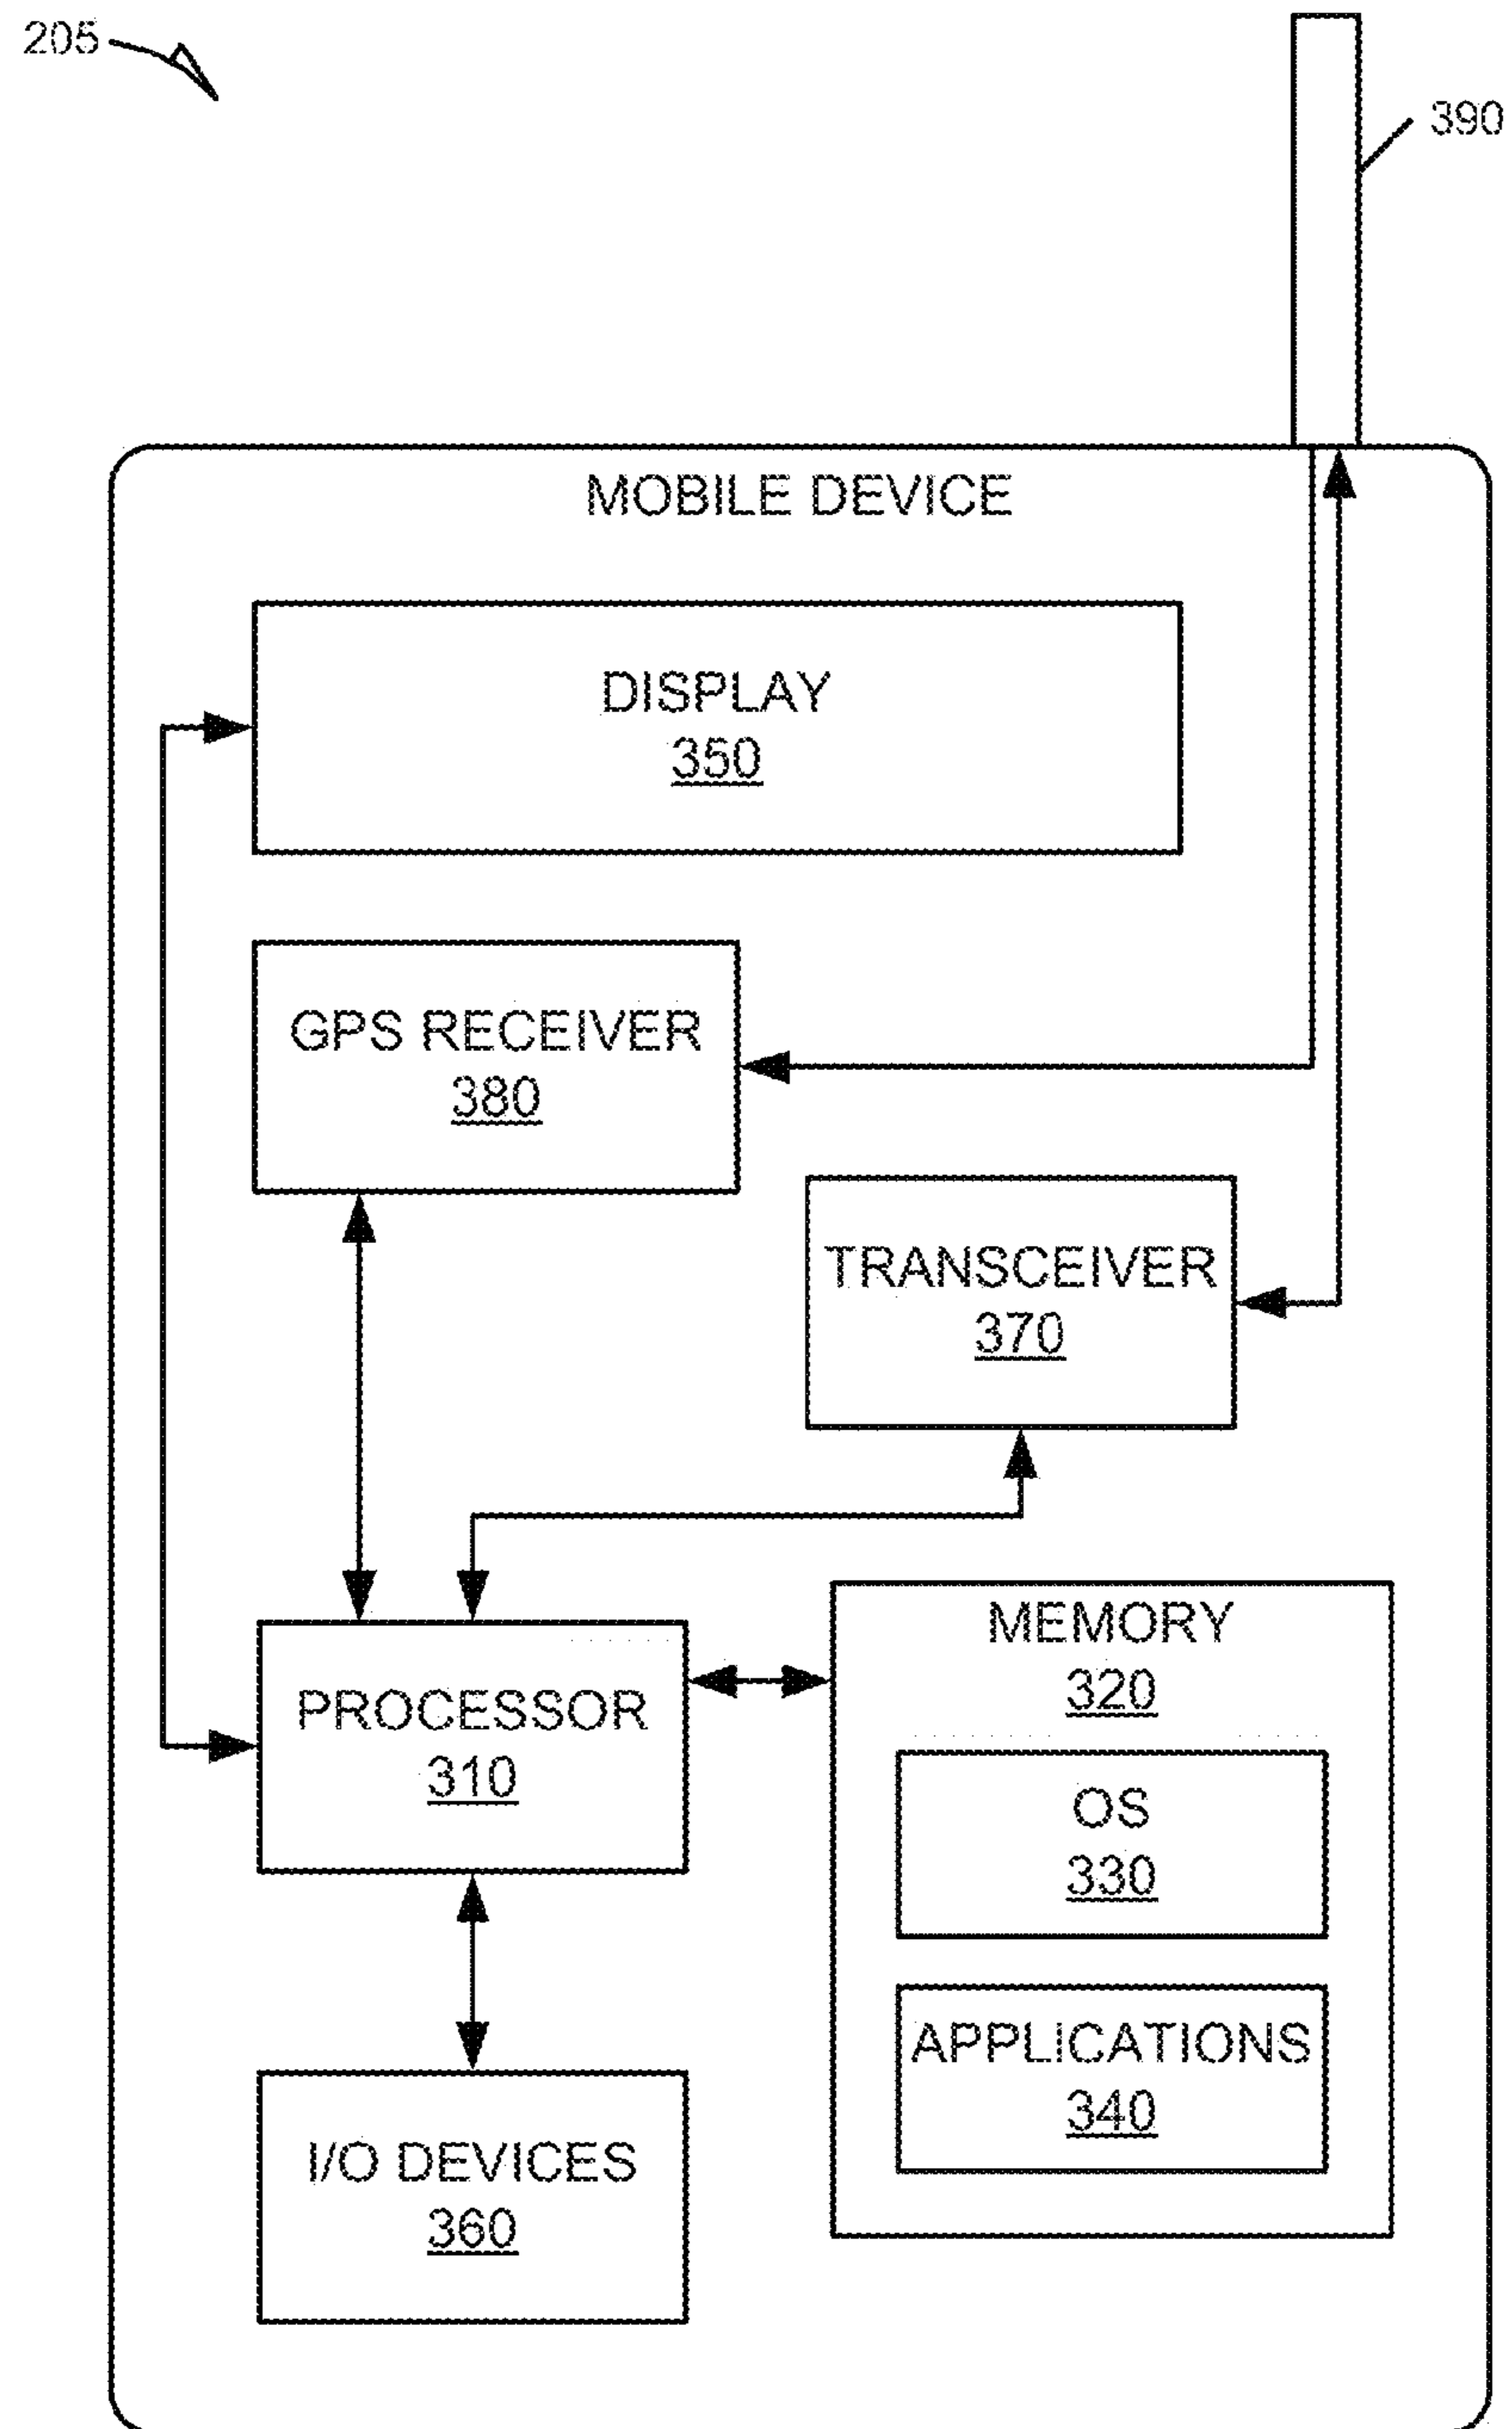 205
390
MOBILE DEVICE
DISPLAY
350
GPS RECEIVER
380
TRANSCEIVER
370
PROCESSOR
310
MEMORY
320
OS
330
APPLICATIONS
340
I/O DEVICES
360